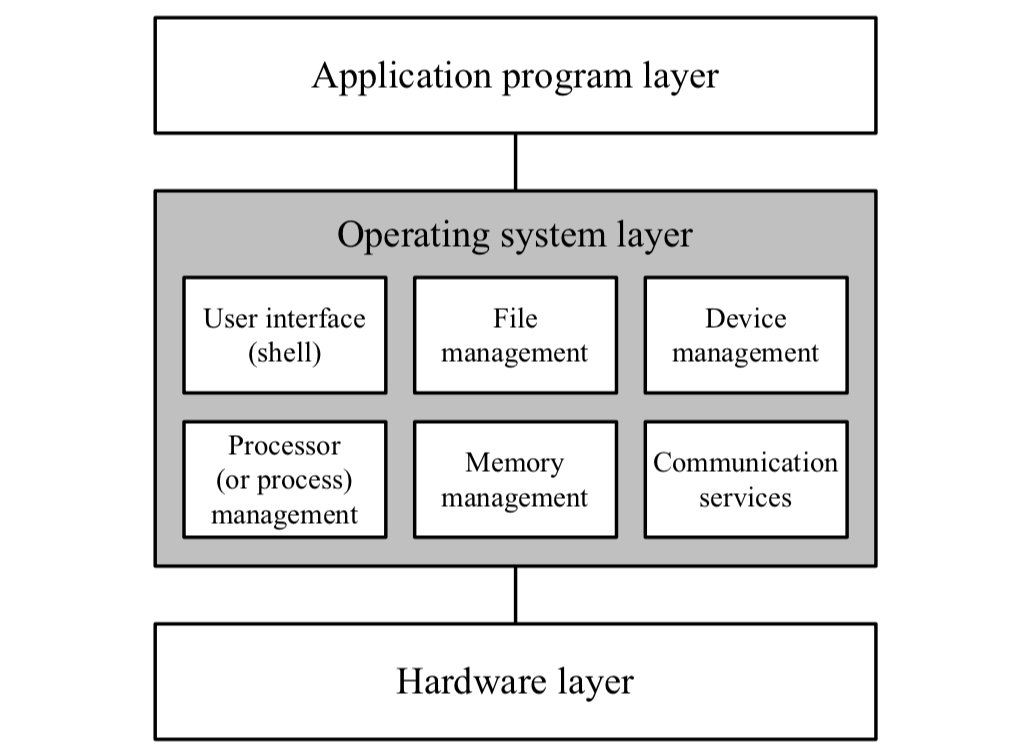 Application program layer
Operating system layer
User interface
(shell)
File
management
Device
management
Processor
(or process)
management
Memory
management
Communication
services
Hardware layer